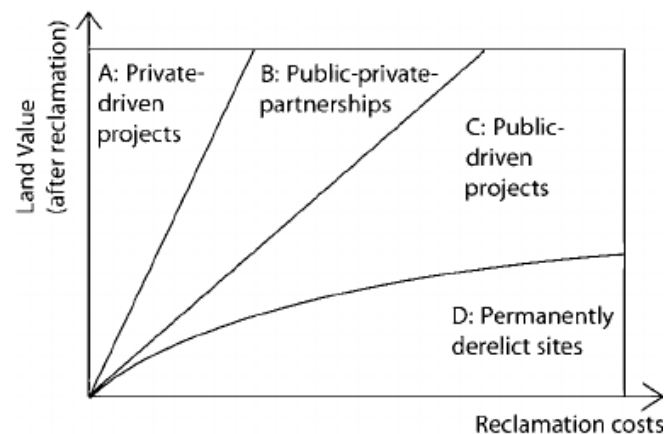 Land Value
(after reclamation)
A: Private-
driven
projects
B: Public-private-
partnerships
C: Public-
driven
projects
D: Permanently
derelict sites
Reclamation costs